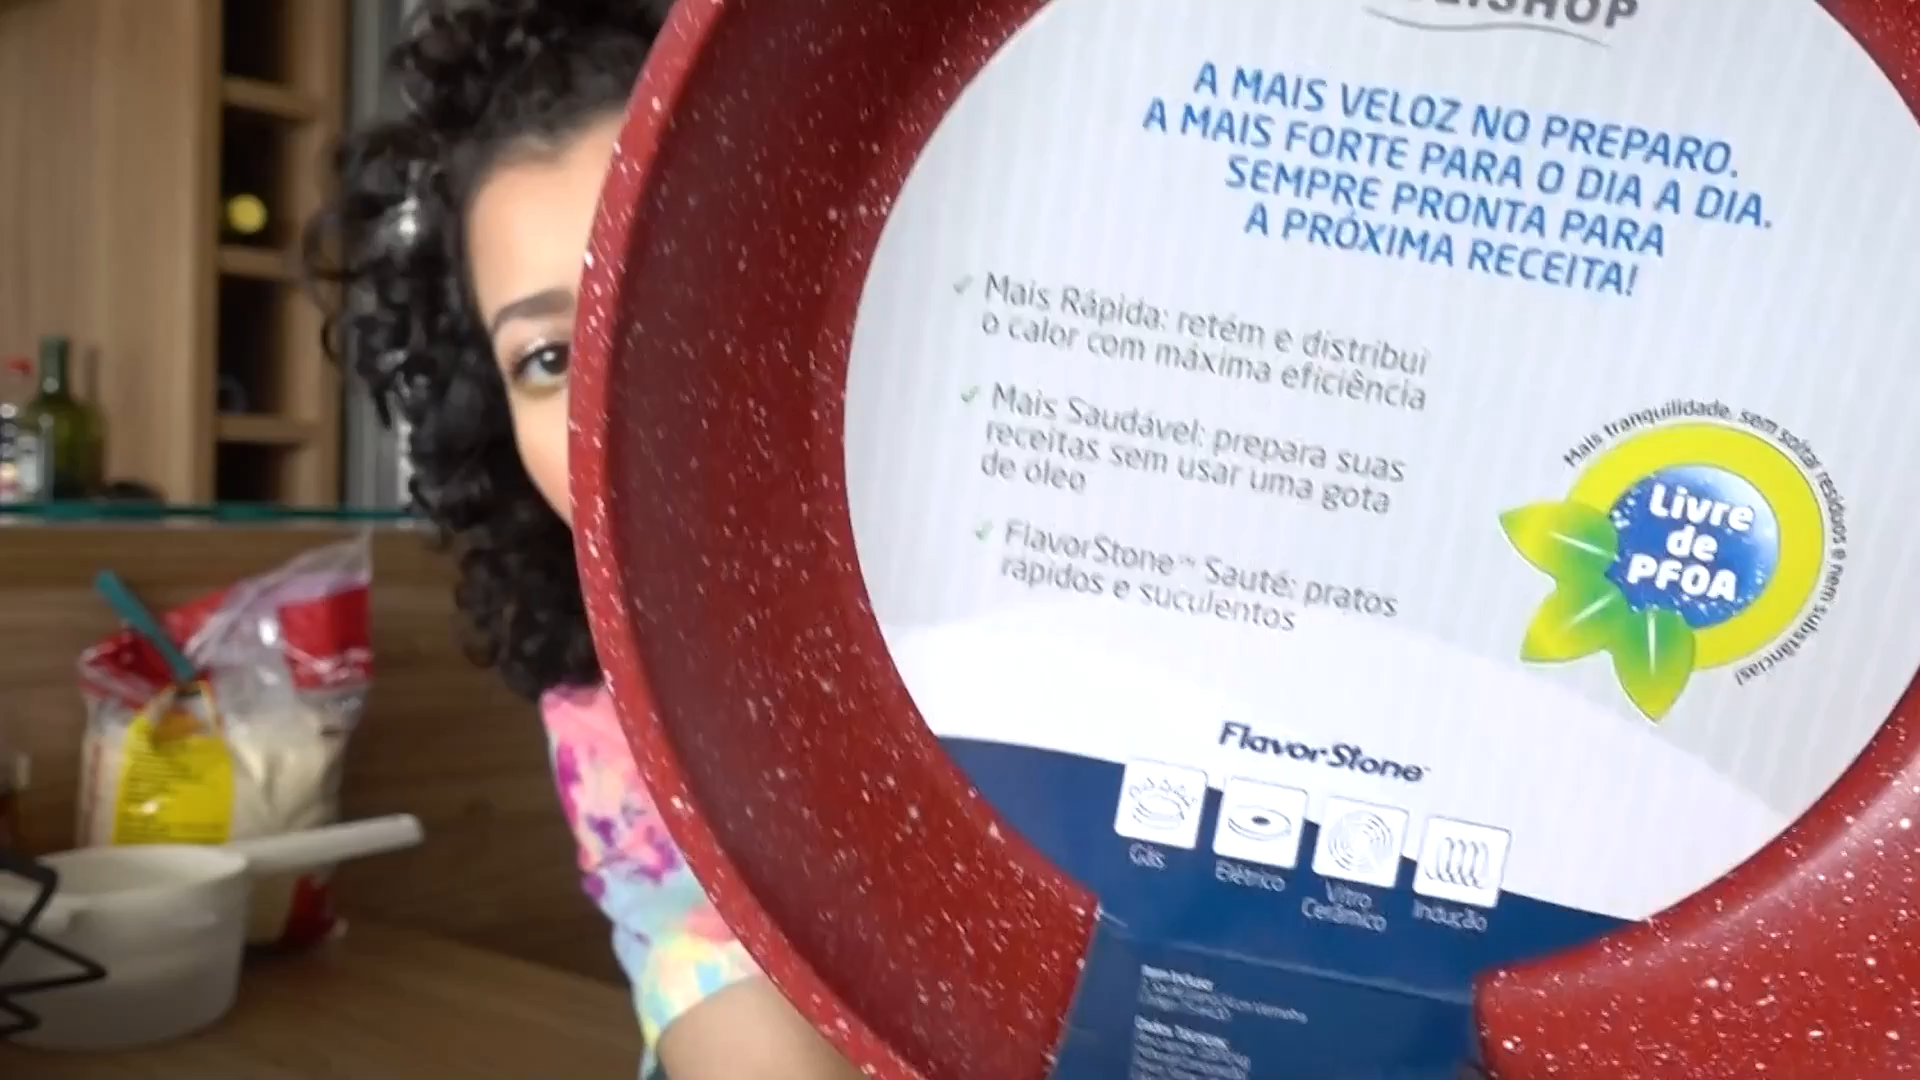 A MAIS VELOZ NO PREPARO.
A MAIS FORTE PARA O DIA A DIA.
SEMPRE PRONTA PARA
A PRÓXIMA RECEITA!
Mais Rápida: retém e distribui
o calor com máxima eficiência
Mais Saudável: prepara suas
receitas sem usar uma gota
de óleo
FlavorStone™ Sauté: pratos
rápidos e suculentos
Mais tranquilidade, sem soltar resíduos e nem substâncias!
Livre
de
PFOA
FlavorStone™
Gás
Elétrico
Vitro
Cerâmico
Indução